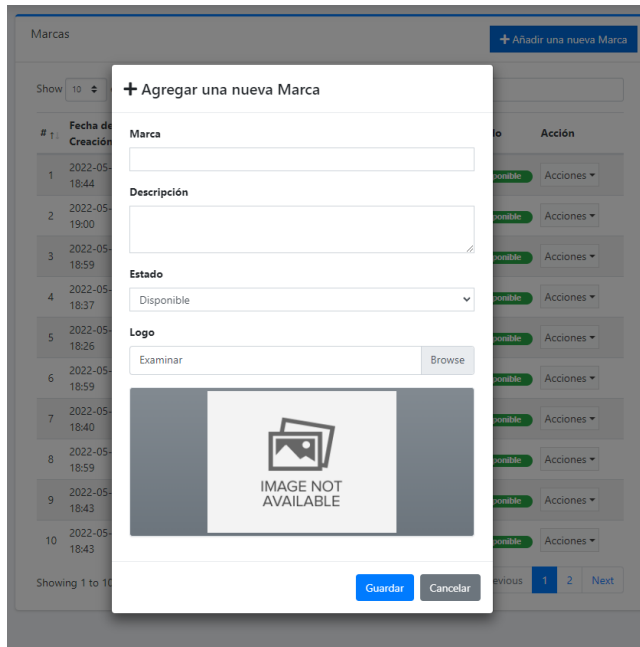 Marcas
Añadir una nueva Marca
Show 10
Agregar una nueva Marca
# Fecha de Creación Acción
Marca
1 2022-05- 18:44 Acciones
Descripción
2 2022-05- 19:00 Acciones
3 2022-05- 18:59 Acciones
Estado
4 2022-05- 18:37 Acciones
Disponible
5 2022-05- 18:26 Acciones
Logo
Examinar Browse
6 2022-05- 18:59 Acciones
7 2022-05- 18:40 Acciones
8 2022-05- 18:59 Acciones
IMAGE NOT
AVAILABLE
9 2022-05- 18:43 Acciones
10 2022-05- 18:43 Acciones
Showing 1 to 10
1 2 Next
Guardar Cancelar